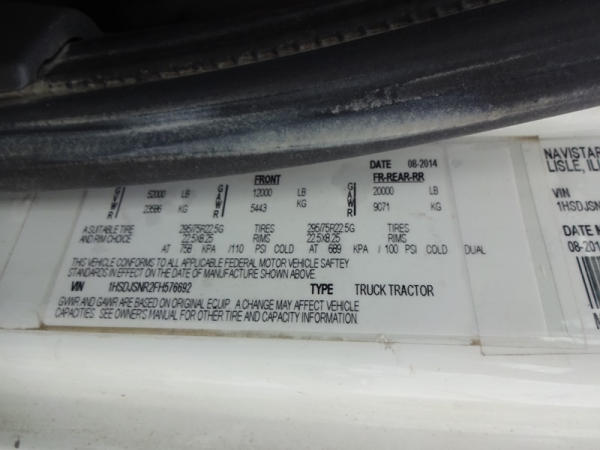 DATE 08-2014
FRONT FR-REAR-RR
GVWR 52000 LB GAWR 12000 LB GAWR 20000 LB
23586 KG 5443 KG 9071 KG
A SUITABLE TIRE 295/75R22.5G TIRES 295/75R22.5G TIRES
AND RIM CHOICE 22.5X8.25 RIMS 22.5X8.25 RIMS
AT 758 KPA /110 PSI COLD AT 689 KPA / 100 PSI COLD DUAL
THIS VEHICLE CONFORMS TO ALL APPLICABLE FEDERAL MOTOR VEHICLE SAFTEY
STANDARDS IN EFFECT ON THE DATE OF MANUFACTURE SHOWN ABOVE.
VIN 1HSDJSNR2FH576692 TYPE TRUCK TRACTOR
GVWR AND GAWR ARE BASED ON ORIGINAL EQUIP. A CHANGE MAY AFFECT VEHICLE
CAPACITIES. SEE OWNER'S MANUAL FOR OTHER TIRE AND CAPACITY INFORMATION.
NAVISTAR
LISLE, IL
VIN
1HSDJSN
DATE
08-201